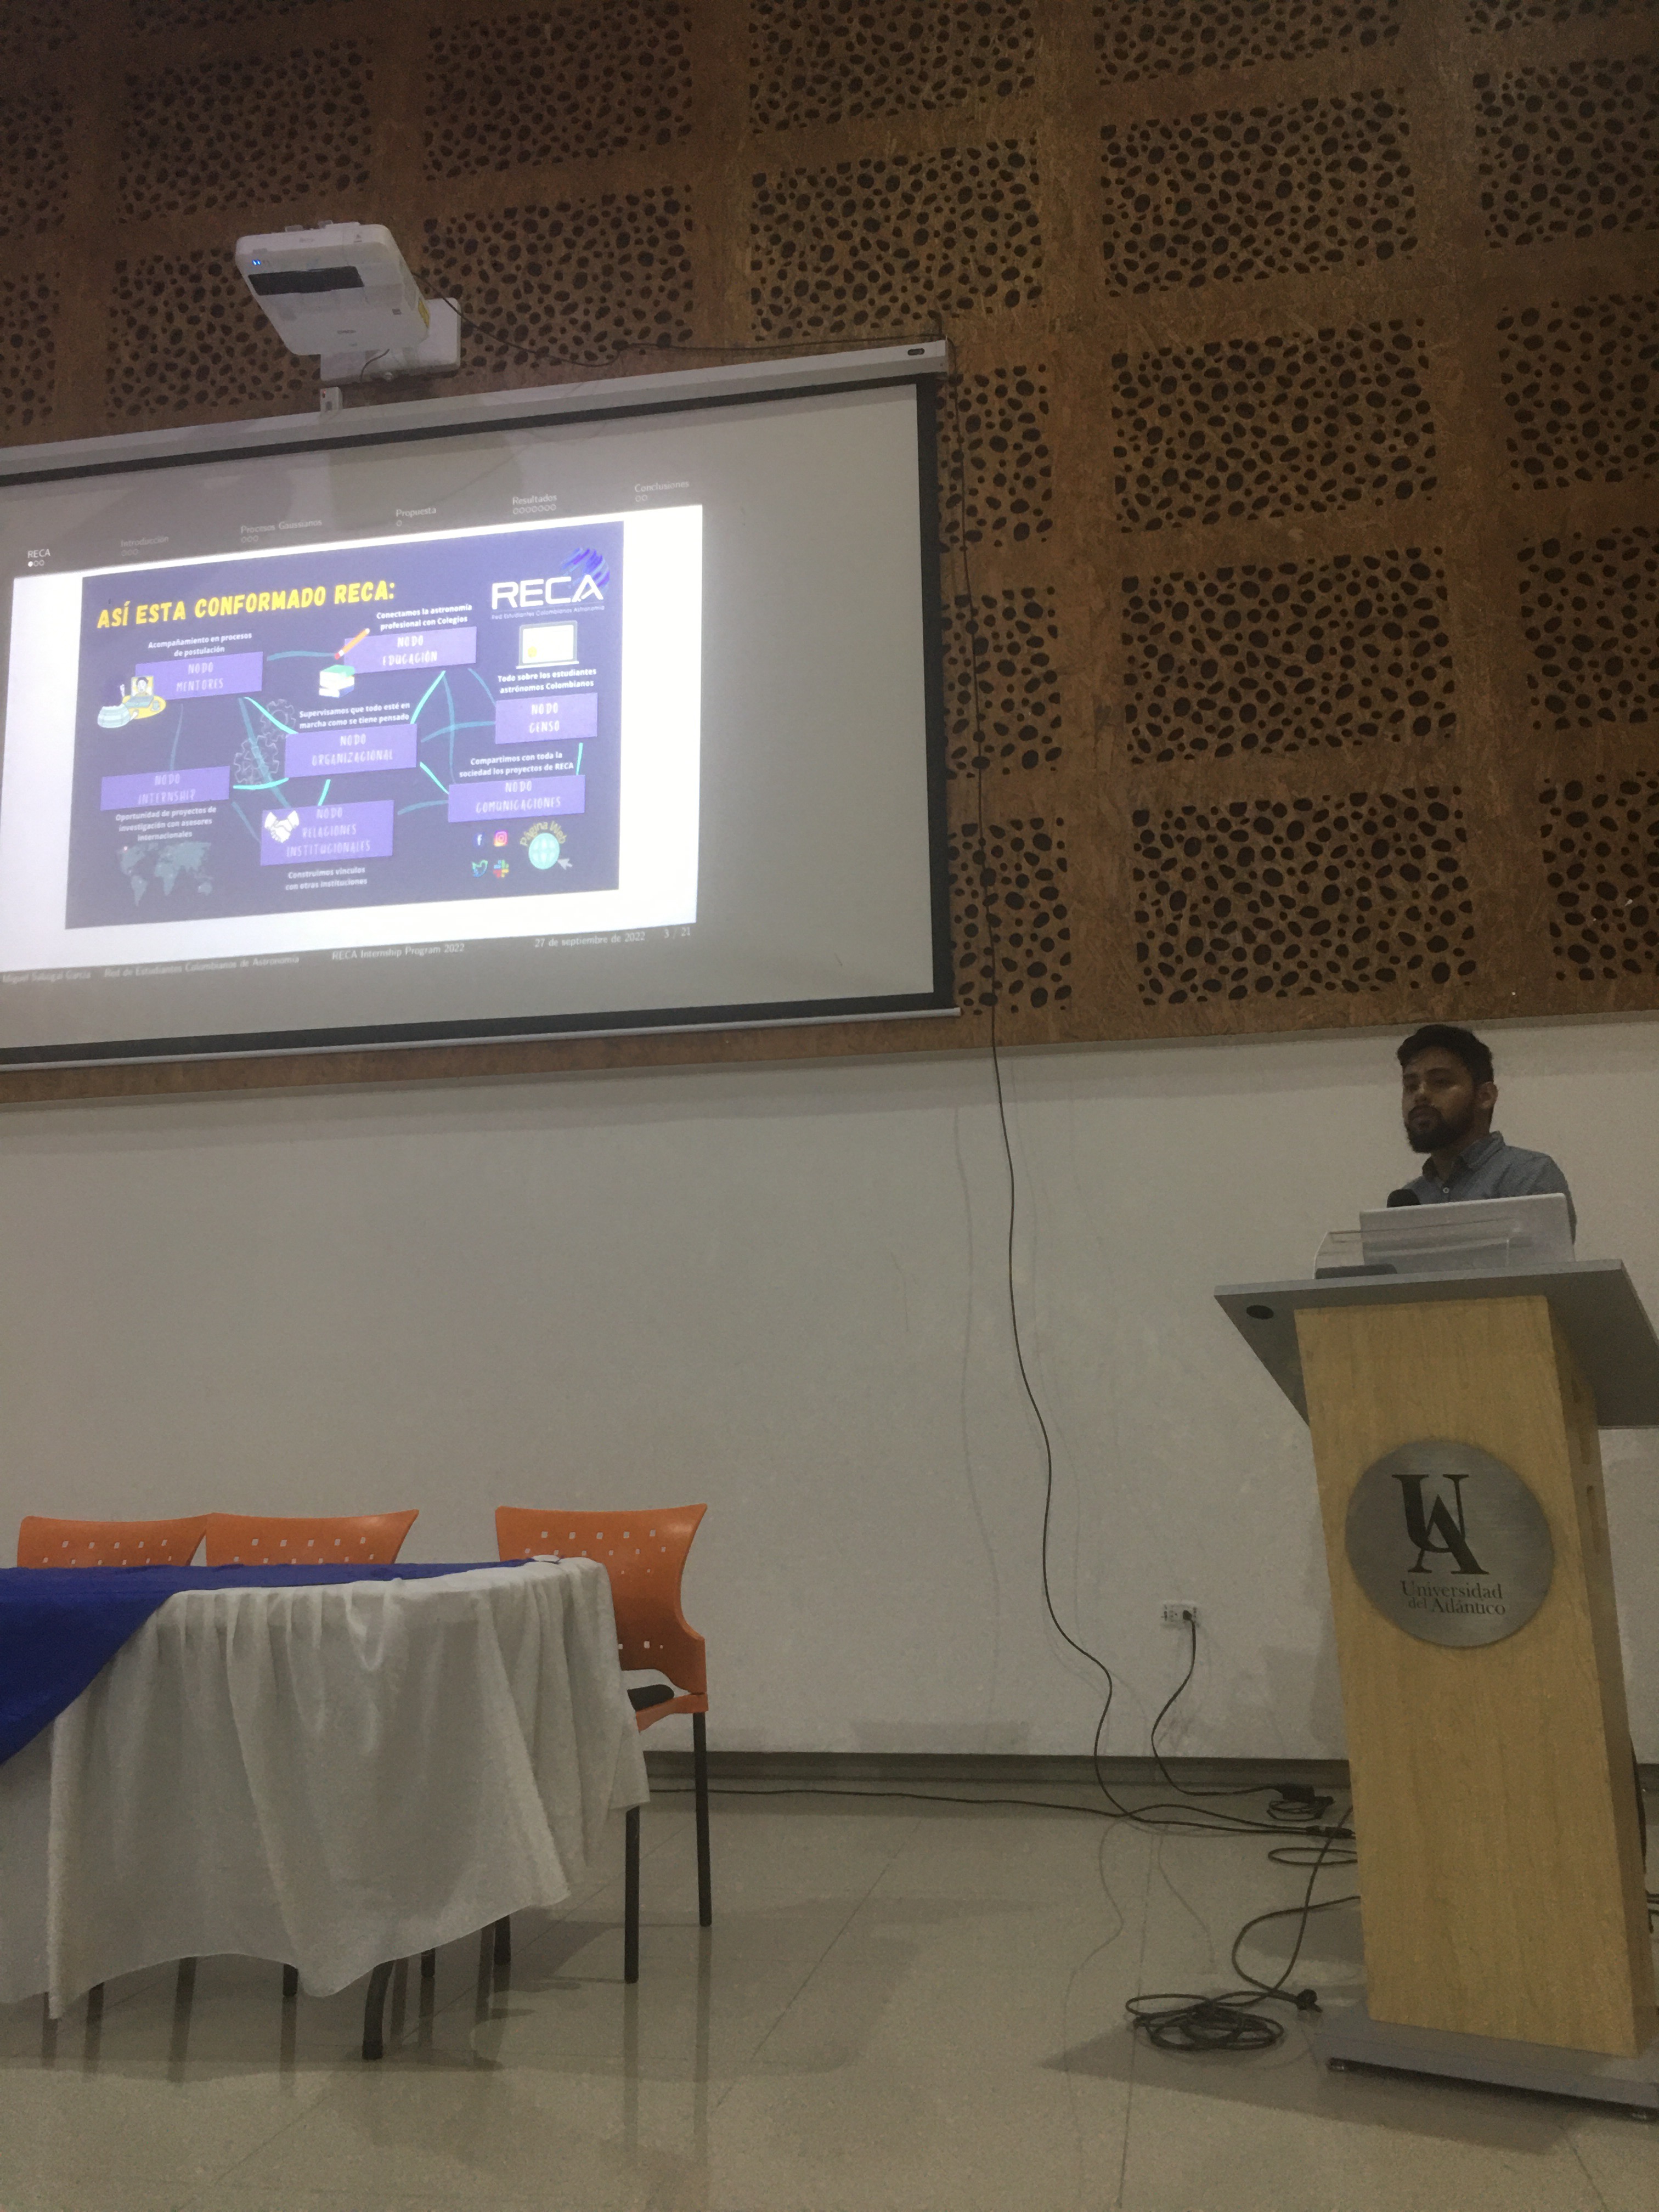 RECA
Introducción
Procesos Gaussianos
Propuesta
Resultados
Conclusiones
ASÍ ESTA CONFORMADO RECA:
RECA
Red Estudiantes Colombianos Astronomía
Acompañamiento en procesos
de postulación
NODO
MENTORES
Conectamos la astronomía
profesional con Colegios
NODO
EDUCACIÓN
Todo sobre los estudiantes
astrónomos Colombianos
NODO
CENSO
Supervisamos que todo esté en
marcha como se tiene pensado
NODO
ORGANIZACIONAL
Compartimos con toda la
sociedad los proyectos de RECA
NODO
COMUNICACIONES
Página Web
NODO
INTERNSHIP
Oportunidad de proyectos de
investigación con asesores
internacionales
NODO
RELACIONES
INSTITUCIONALES
Construimos vínculos
con otras instituciones
Miguel García
Red de Estudiantes Colombianos de Astronomía
RECA Internship Program 2022
27 de septiembre de 2022
3 / 21
UA
Universidad
del Atlántico